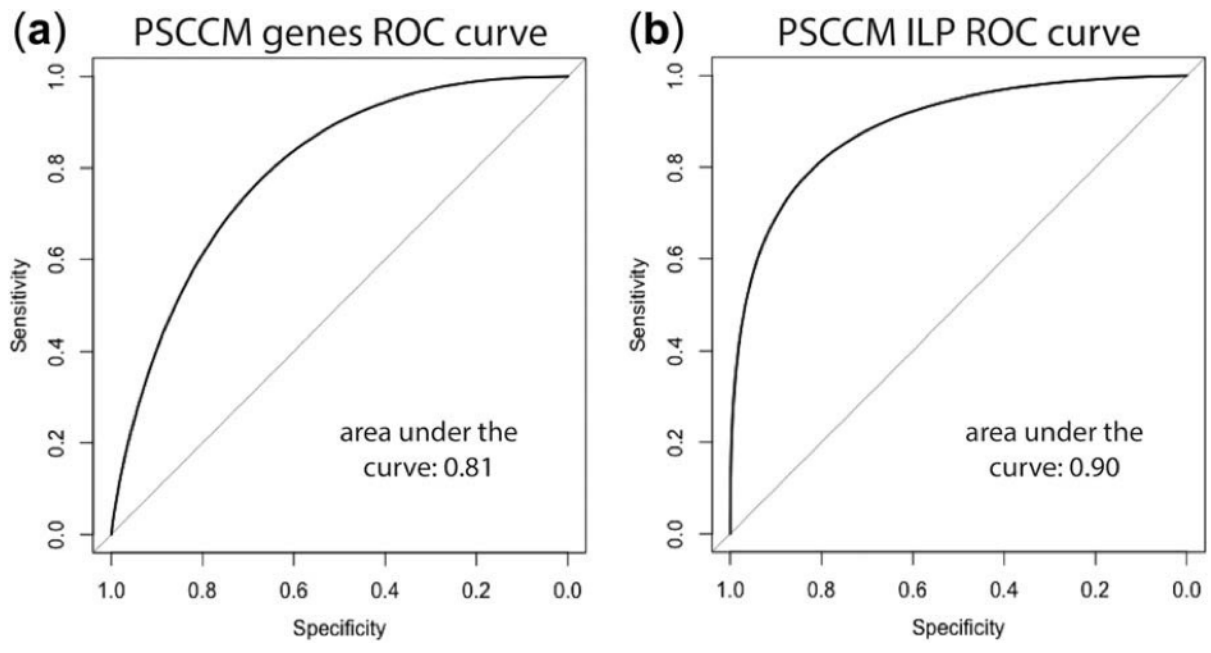 (a) PSCCM genes ROC curve
1.0
0.8
0.6
0.4
0.2
0.0
Sensitivity
area under the
curve: 0.81
1.0 0.8 0.6 0.4 0.2 0.0
Specificity
(b) PSCCM ILP ROC curve
1.0
0.8
0.6
0.4
0.2
0.0
Sensitivity
area under the
curve: 0.90
1.0 0.8 0.6 0.4 0.2 0.0
Specificity